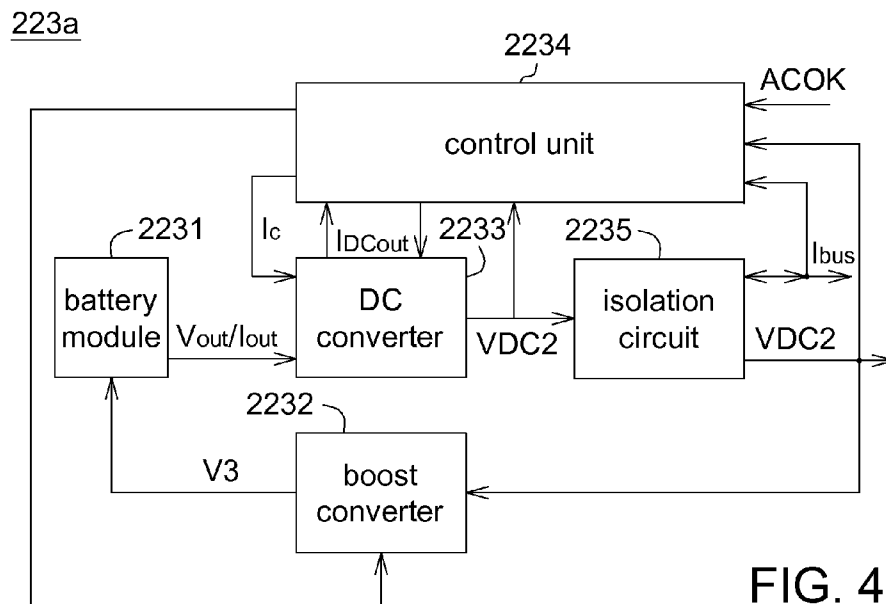 223a
2234
ACOK
control unit
Ic
IDCout
2231
2233
2235
Ibus
battery
module
Vout/Iout
DC
converter
VDC2
isolation
circuit
VDC2
2232
V3
boost
converter
FIG. 4